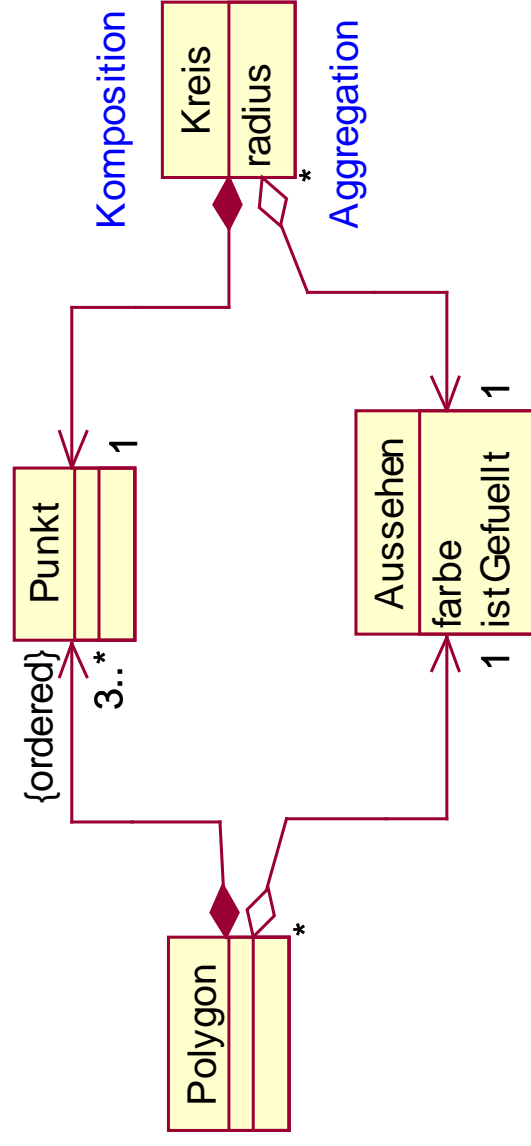 Polygon
{ordered}
3..*
*
Punkt
1
Komposition
Kreis
radius
*
Aggregation
Aussehen
farbe
istGefuellt
1
1